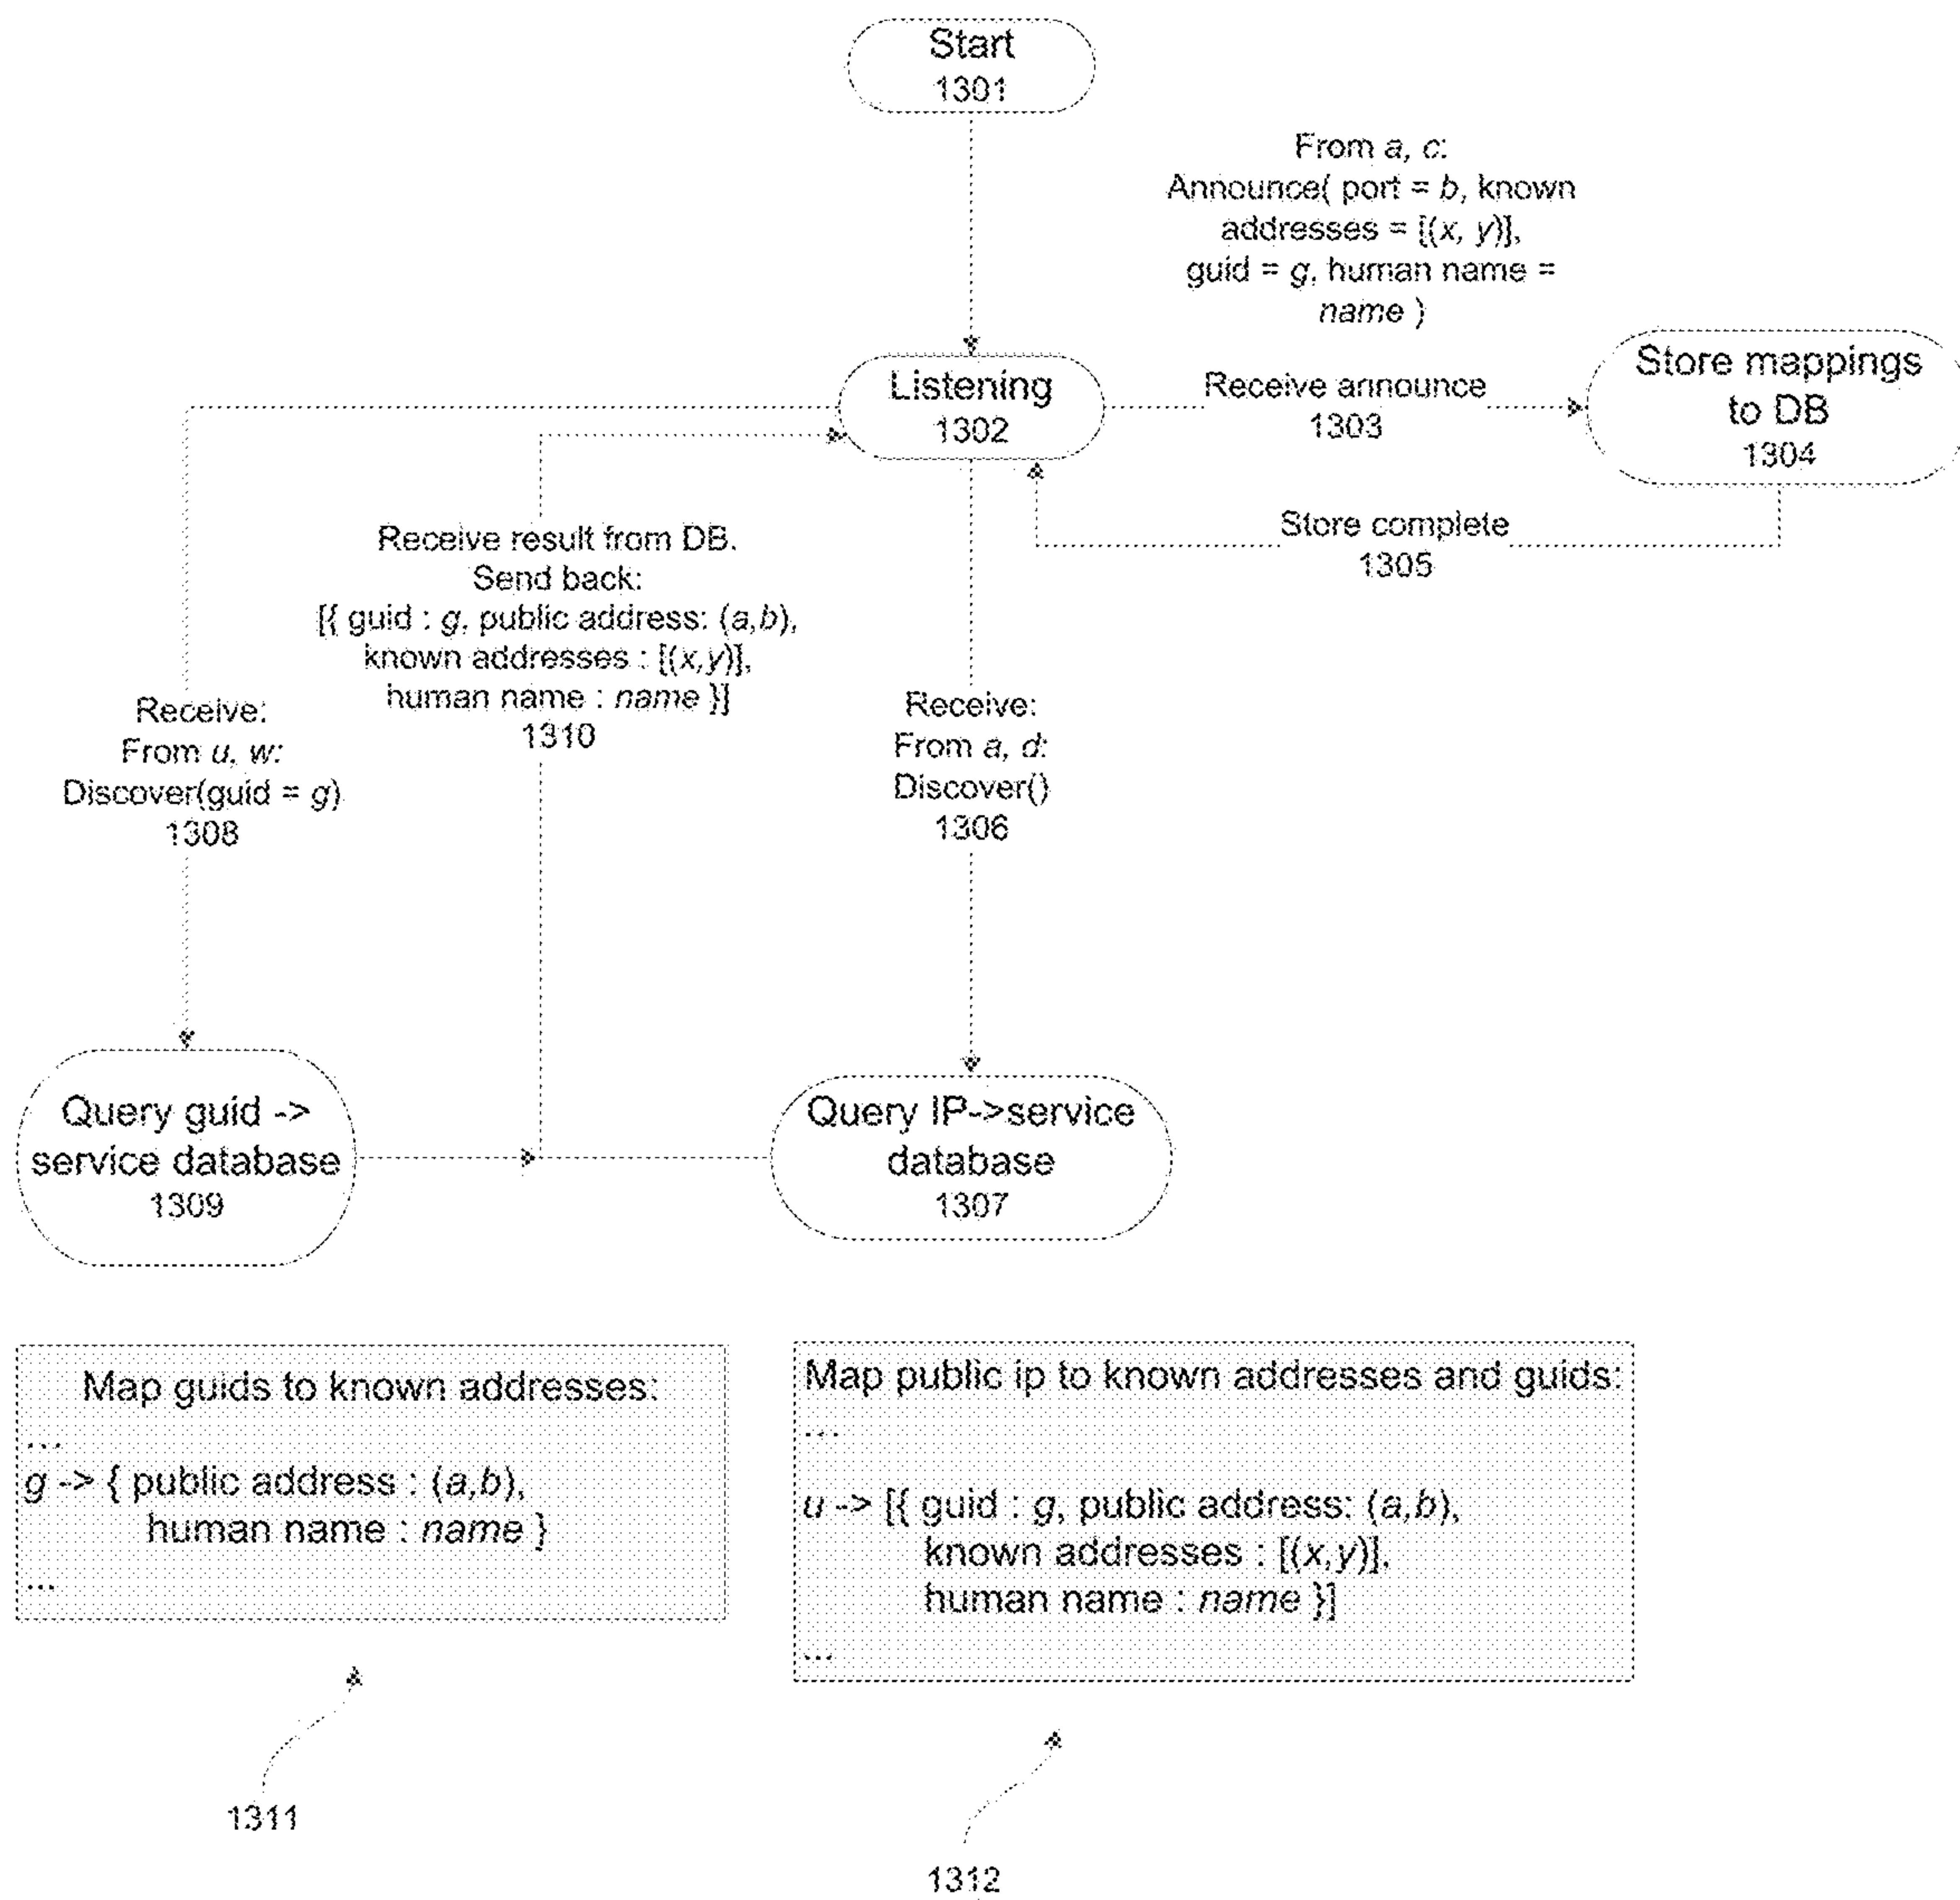 Start
1301
From a, c:
Announce( port = b, known
addresses = [(x, y)],
guid = g, human name =
name )
Listening
1302
Receive announce
1303
Store mappings
to DB
1304
Store complete
1305
Receive result from DB.
Send back:
[{ guid : g, public address: (a,b),
known addresses : [(x,y)],
human name : name }]
1310
Receive:
From u, w:
Discover(guid = g)
1308
Receive:
From a, d:
Discover()
1306
Query guid ->
service database
1309
Query IP->service
database
1307
Map guids to known addresses:
...
g -> { public address : (a,b),
human name : name }
...
1311
Map public ip to known addresses and guids:
...
u -> [{ guid : g, public address: (a,b),
known addresses : [(x,y)],
human name : name }]
...
1312